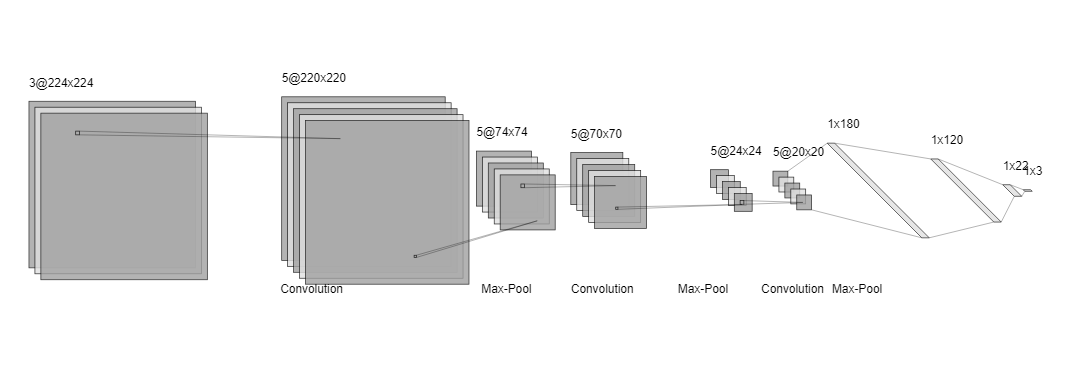 3@224x224
5@220x220
5@74x74
5@70x70
5@24x24
5@20x20
1x180
1x120
1x22
1x3
Convolution
Max-Pool
Convolution
Max-Pool
Convolution
Max-Pool